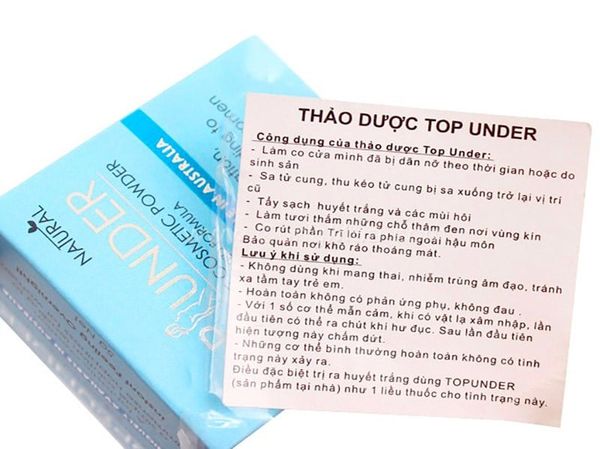 THẢO DƯỢC TOP UNDER
Công dụng của thảo dược Top Under:
- Làm co cửa mình đã bị dãn nở theo thời gian hoặc do
sinh sản
- Sa tử cung, thu kéo tử cung bị sa xuống trở lại vị trí
cũ
- Tẩy sạch huyết trắng và các mùi hôi
- Làm tươi thắm những chỗ thâm đen nơi vùng kín
- Co rút phần Trĩ lòi ra phía ngoài hậu môn
Bảo quản nơi khô ráo thoáng mát.
Lưu ý khi sử dụng:
- Không dùng khi mang thai, nhiễm trùng âm đạo, tránh
xa tầm tay trẻ em.
- Hoàn toàn không có phản ứng phụ, không đau .
- Với 1 số cơ thể mẫn cảm, khi có vật lạ xâm nhập, lần
đầu tiên có thể ra chút khí hư đục. Sau lần đầu tiên
hiện tượng này chấm dứt.
- Những cơ thể bình thường hoàn toàn không có tình
trạng này xảy ra.
Điều đặc biệt trị ra huyết trắng dùng TOPUNDER
(sản phẩm tại nhà) như 1 liều thuốc cho tình trạng này.
NATURAL
UNDER
COSMETIC POWDER
FORMULA
AUSTRALIA